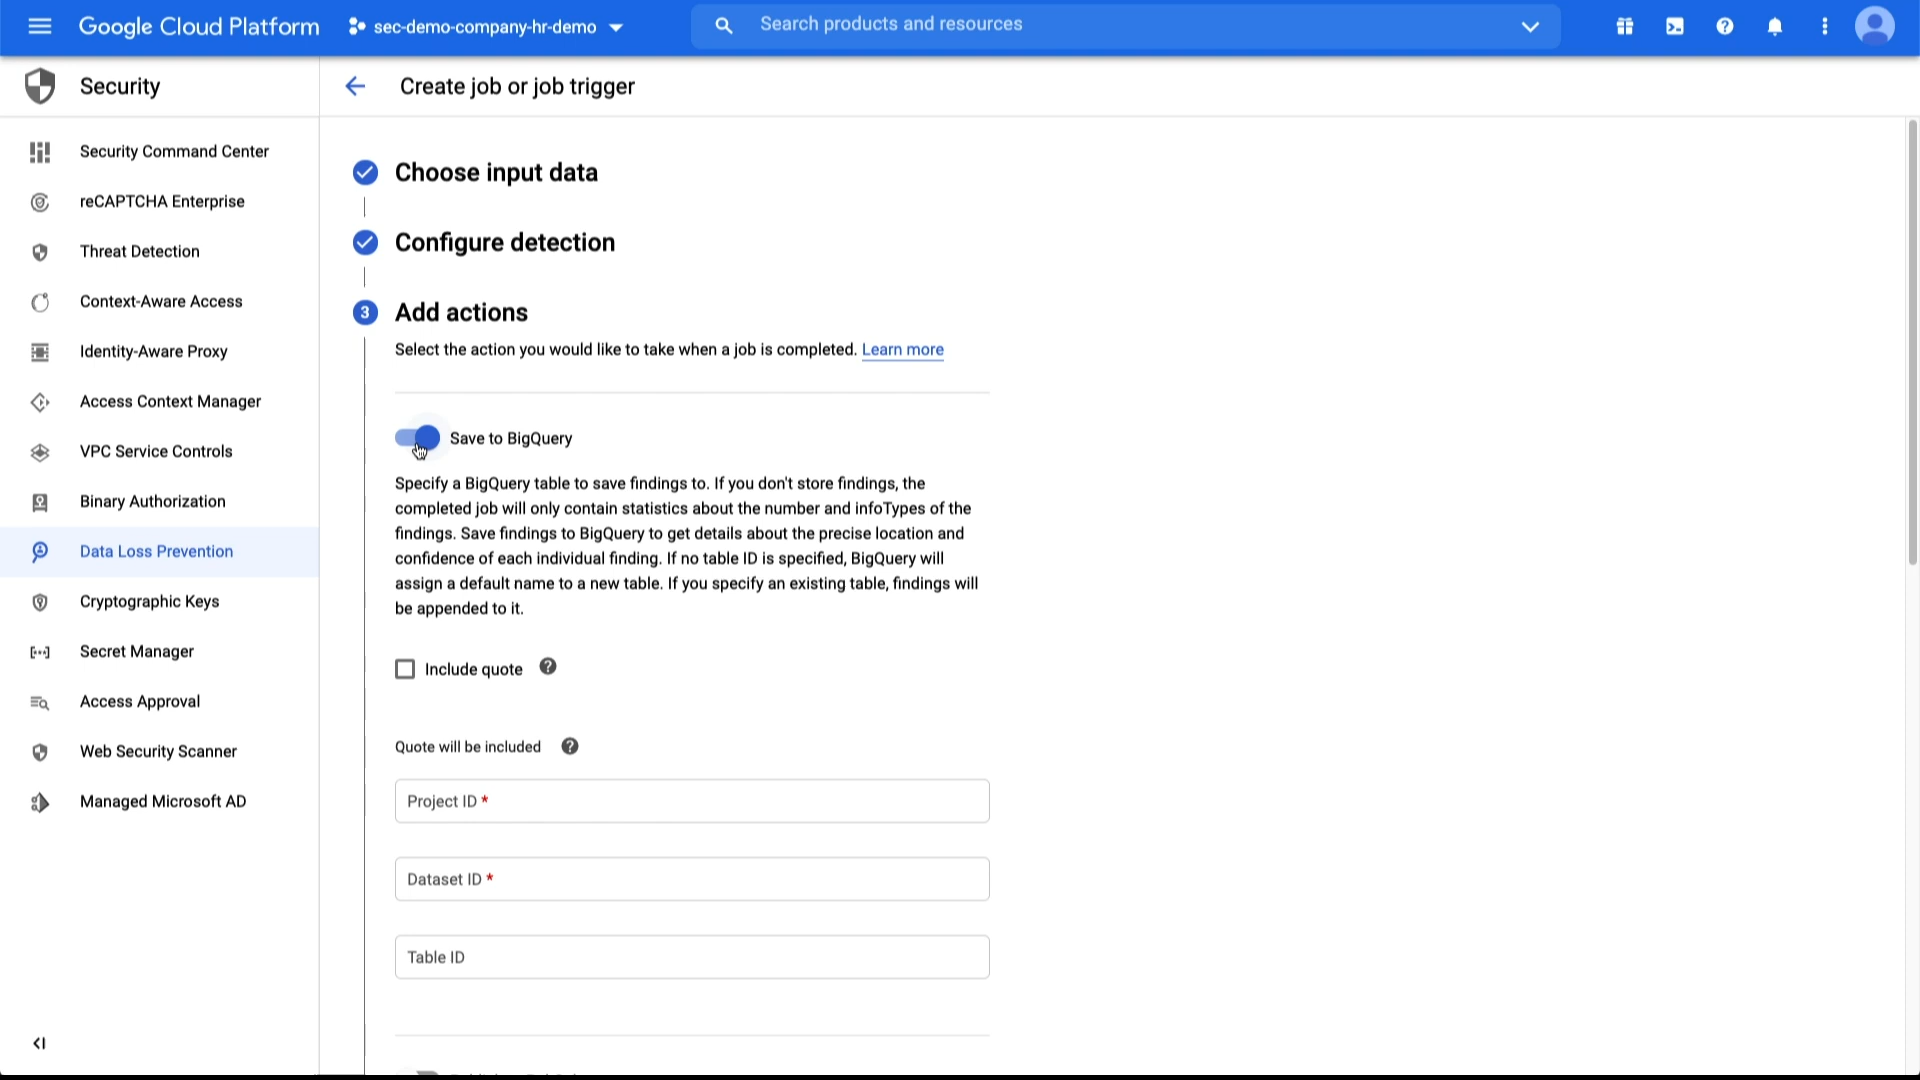 Google Cloud Platform
sec-demo-company-hr-demo
Search products and resources
Security
Create job or job trigger
Security Command Center
reCAPTCHA Enterprise
Threat Detection
Context-Aware Access
Identity-Aware Proxy
Access Context Manager
VPC Service Controls
Binary Authorization
Data Loss Prevention
Cryptographic Keys
Secret Manager
Access Approval
Web Security Scanner
Managed Microsoft AD
Choose input data
Configure detection
3 Add actions
Select the action you would like to take when a job is completed. Learn more
Save to BigQuery
Specify a BigQuery table to save findings to. If you don't store findings, the
completed job will only contain statistics about the number and infoTypes of the
findings. Save findings to BigQuery to get details about the precise location and
confidence of each individual finding. If no table ID is specified, BigQuery will
assign a default name to a new table. If you specify an existing table, findings will
be appended to it.
Include quote
Quote will be included
Project ID *
Dataset ID *
Table ID